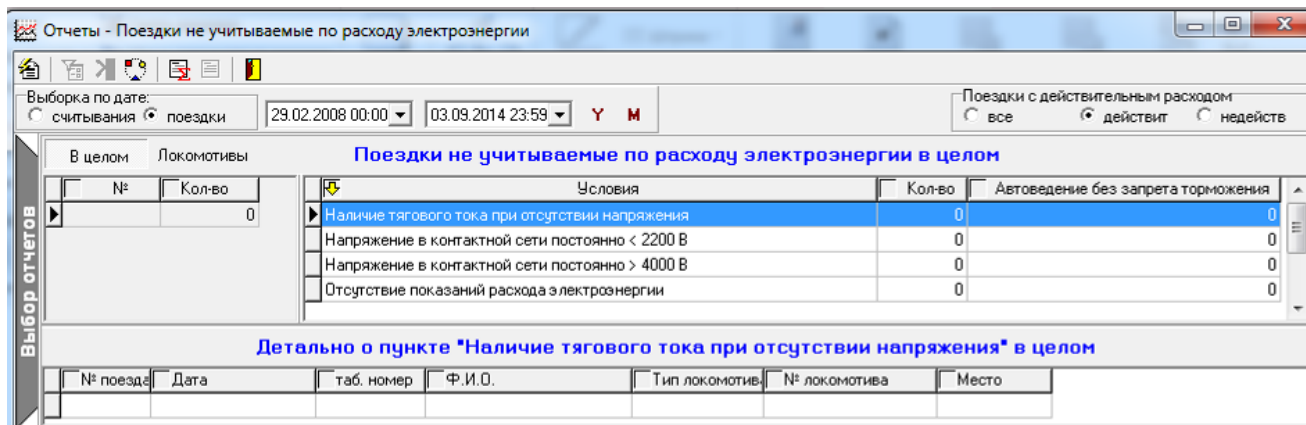 Отчеты - Поездки не учитываемые по расходу электроэнергии
Выборка по дате: Поездки с действительным расходом
считывания поездки 29.02.2008 00:00 03.09.2014 23:59 Y M все действит недейств
В целом Локомотивы Поездки не учитываемые по расходу электроэнергии в целом
№ Кол-во Условия Кол-во Автоведение без запрета торможения
0 Наличие тягового тока при отсутствии напряжения 0 0
Напряжение в контактной сети постоянно < 2200 В 0 0
Напряжение в контактной сети постоянно > 4000 В 0 0
Отсутствие показаний расхода электроэнергии 0 0
Выбор отчетов
Детально о пункте "Наличие тягового тока при отсутствии напряжения" в целом
№ поезда Дата таб. номер Ф.И.О. Тип локомотив № локомотива Место